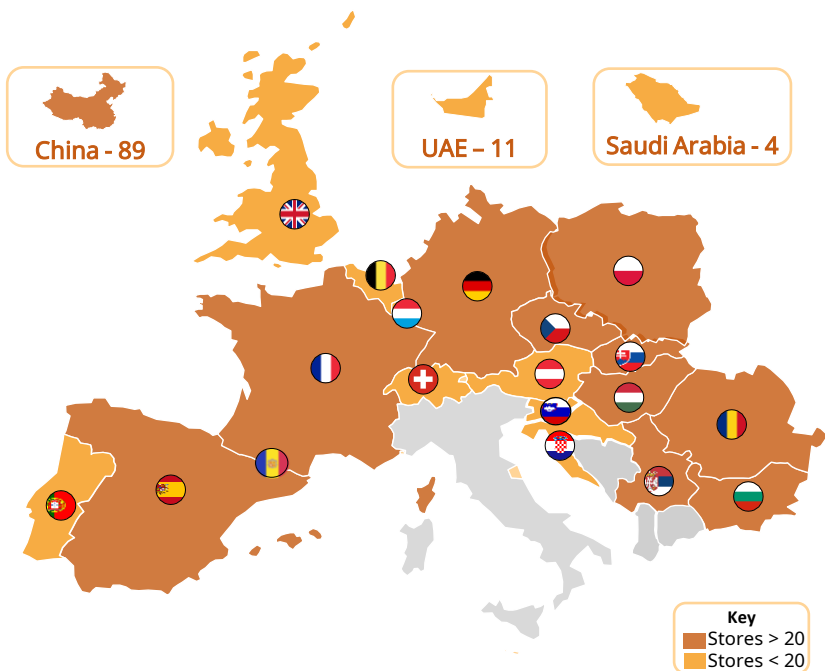 China - 89
UAE – 11
Saudi Arabia - 4
Key
Stores > 20
Stores < 20